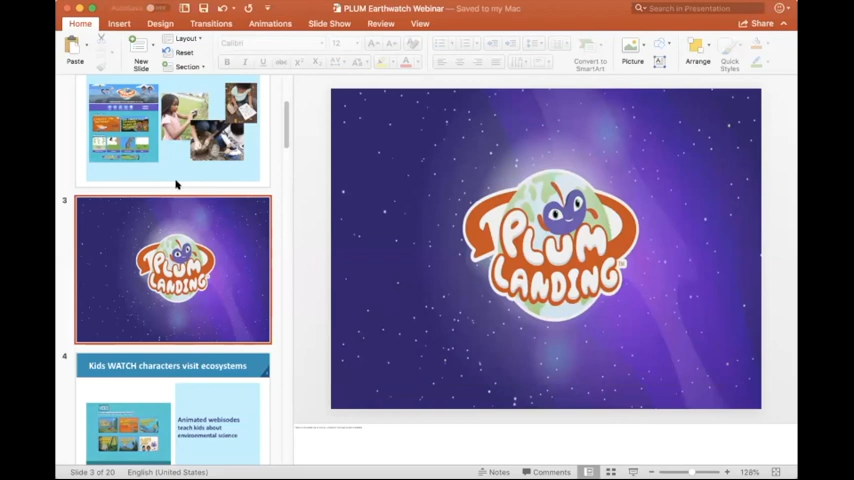 AutoSave
PLUM Earthwatch Webinar — Saved to my Mac
Search in Presentation
Home
Insert
Design
Transitions
Animations
Slide Show
Review
View
Share
Paste
New
Slide
Layout
Reset
Section
Calibri
12
Convert to
SmartArt
Picture
Arrange
Quick
Styles
3
PLUM
LANDING
4
Kids WATCH characters visit ecosystems
Animated webisodes
teach kids about
environmental science
PLUM
LANDING
TM
Slide 3 of 20
English (United States)
Notes
Comments
128%